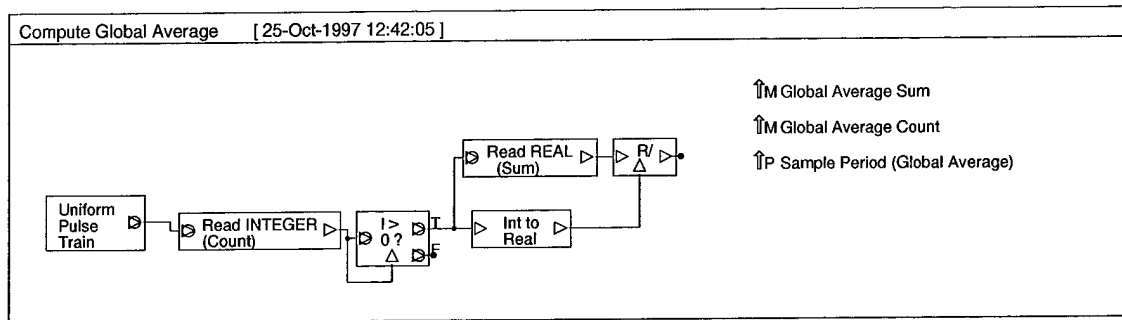 Compute Global Average [ 25-Oct-1997 12:42:05 ]
⇑M Global Average Sum
⇑M Global Average Count
⇑P Sample Period (Global Average)
Read REAL
(Sum)
R/
Uniform
Pulse
Train
Read INTEGER
(Count)
I >
0 ?
T
F
Int to
Real